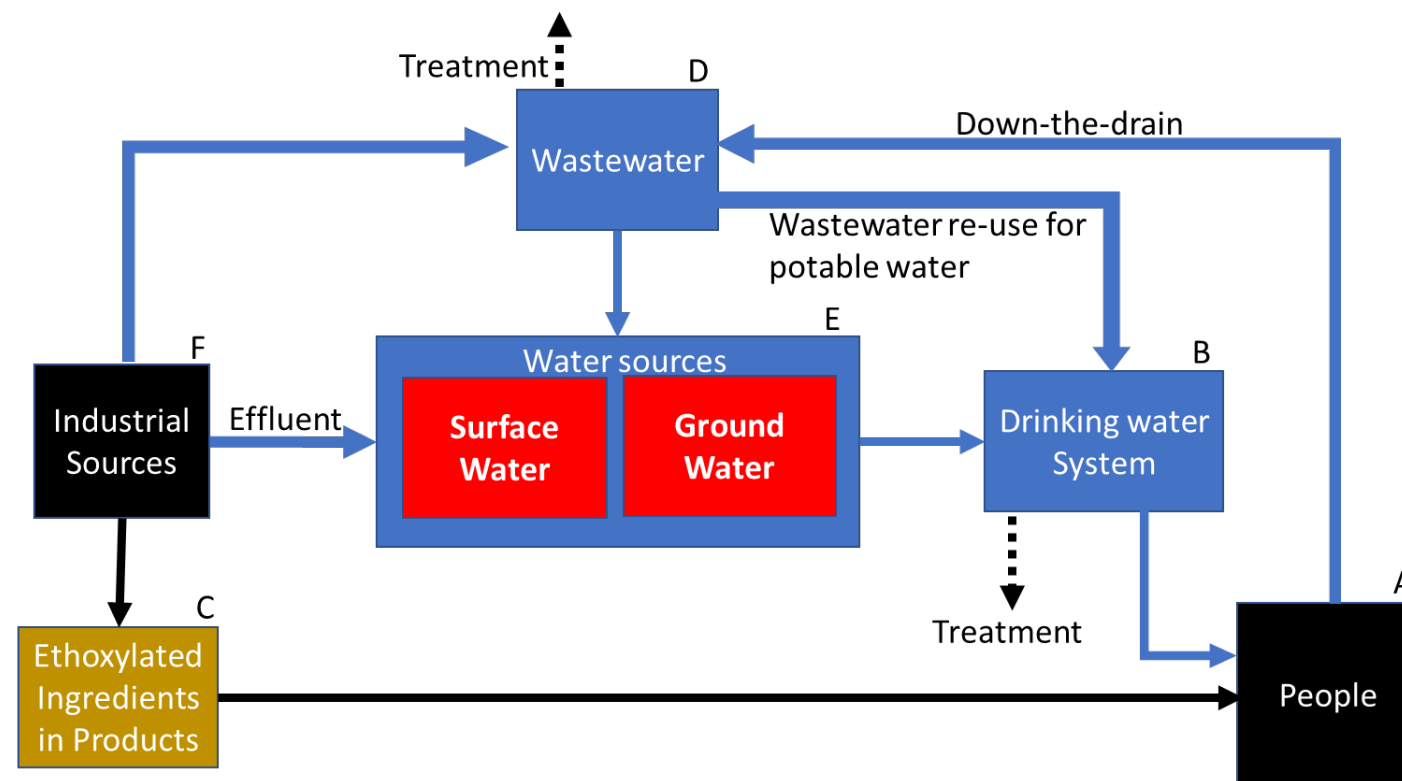 Treatment
D
Wastewater
Down-the-drain
Wastewater re-use for
potable water
F
Industrial
Sources
Effluent
E
Water sources
Surface
Water
Ground
Water
B
Drinking water
System
Treatment
C
Ethoxylated
Ingredients
in Products
A
People